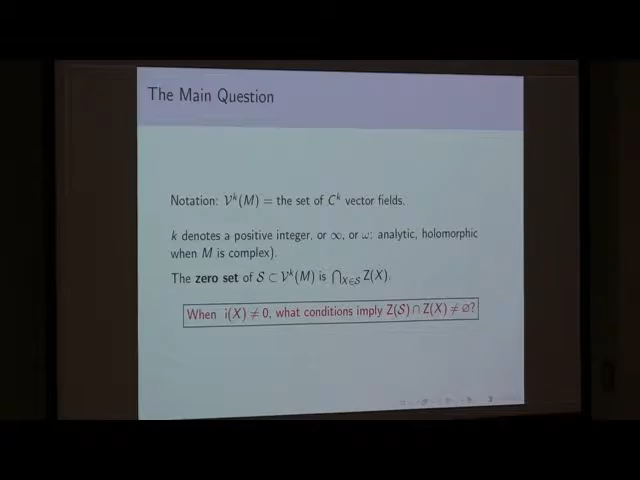 The Main Question
Notation: 𝒱ᵏ(M) = the set of Cᵏ vector fields.
k denotes a positive integer, or ∞, or ω: analytic, holomorphic
when M is complex).
The zero set of 𝒮 ⊂ 𝒱ᵏ(M) is ⋂X∈𝒮 Z(X).
When i(X) ≠ 0, what conditions imply Z(𝒮) ∩ Z(X) ≠ ∅?